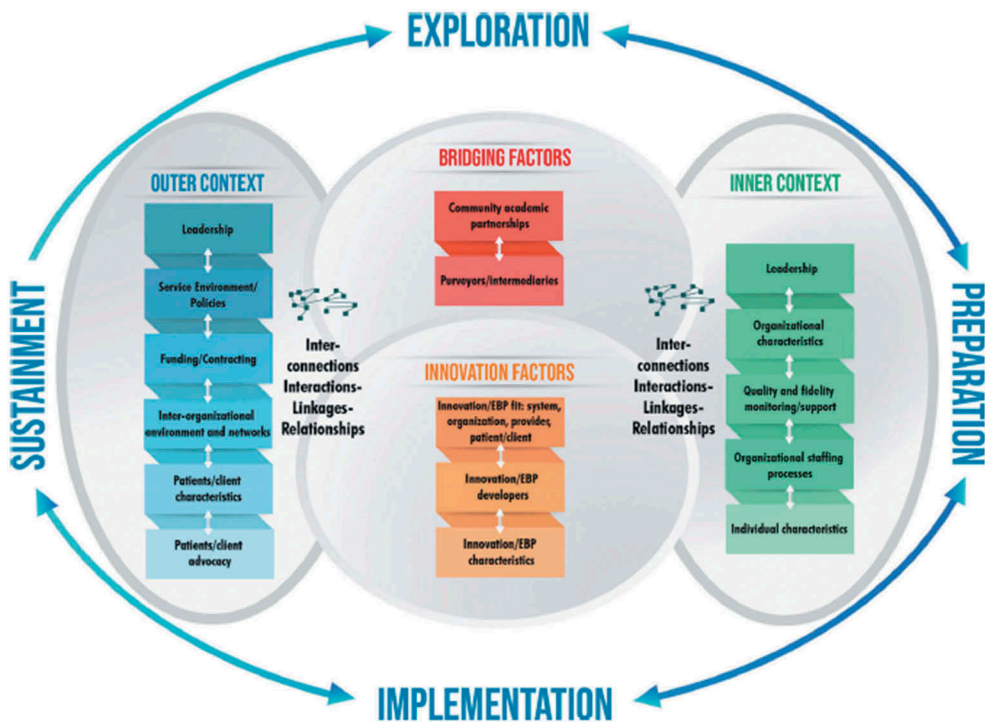 EXPLORATION
BRIDGING FACTORS
OUTER CONTEXT
INNER CONTEXT
Leadership
Service Environment/
Policies
Funding/Contracting
Inter-organizational
environment and networks
Patients/client
characteristics
Patients/client
advocacy
Community academic
partnerships
Purveyors/intermediaries
Inter-
connections
Interactions-
Linkages-
Relationships
INNOVATION FACTORS
Innovation/EBP fit: system,
organization, provider,
patient/client
Innovation/EBP
developers
Innovation/EBP
characteristics
Inter-
connections
Interactions-
Linkages-
Relationships
Leadership
Organizational
characteristics
Quality and fidelity
monitoring/support
Organizational staffing
processes
Individual characteristics
SUSTAINMENT
PREPARATION
IMPLEMENTATION